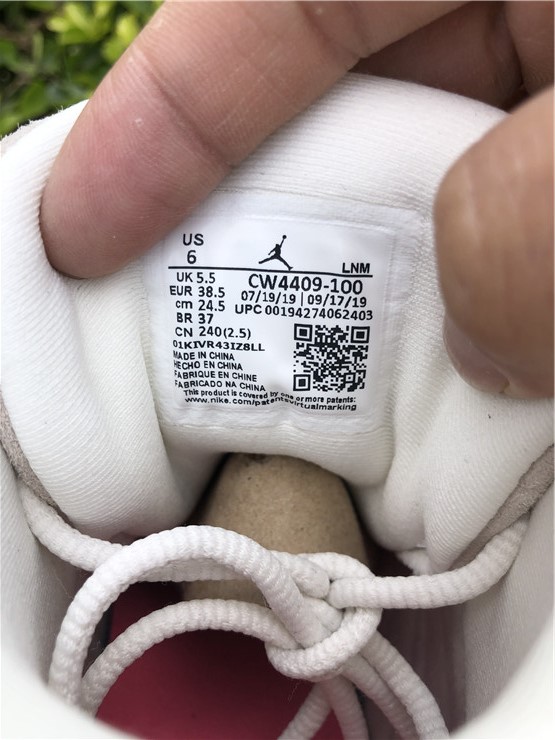 US
6
LNM
UK 5.5
EUR 38.5
cm 24.5
BR 37
CN 240(2.5)
CW4409-100
07/19/19 | 09/17/19
UPC 00194274062403
01KIVR43IZ8LL
MADE IN CHINA
HECHO EN CHINA
FABRIQUE EN CHINE
FABRICADO NA CHINA
This product is covered by one or more patents:
www.nike.com/patentsvirtualmarking